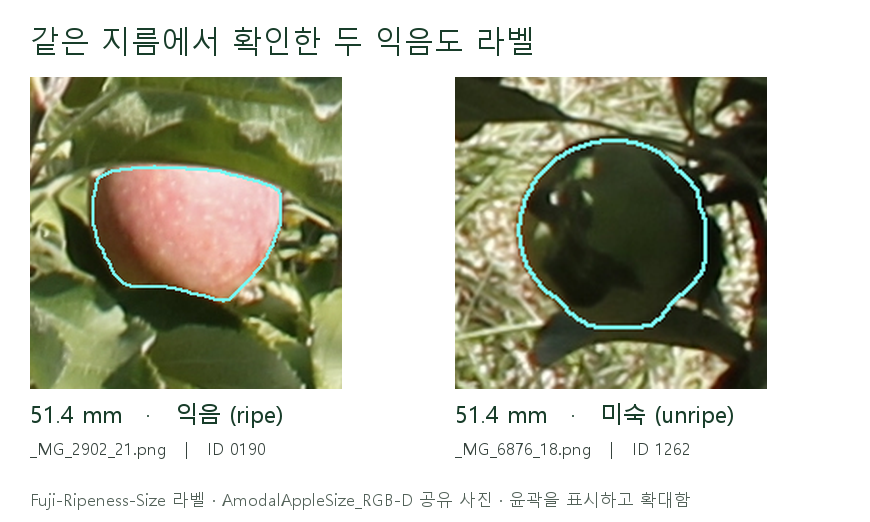 같은 지름에서 확인한 두 익음도 라벨
51.4 mm · 익음 (ripe)
_MG_2902_21.png | ID 0190
51.4 mm · 미숙 (unripe)
_MG_6876_18.png | ID 1262
Fuji-Ripeness-Size 라벨 · AmodalAppleSize_RGB-D 공유 사진 · 윤곽을 표시하고 확대함